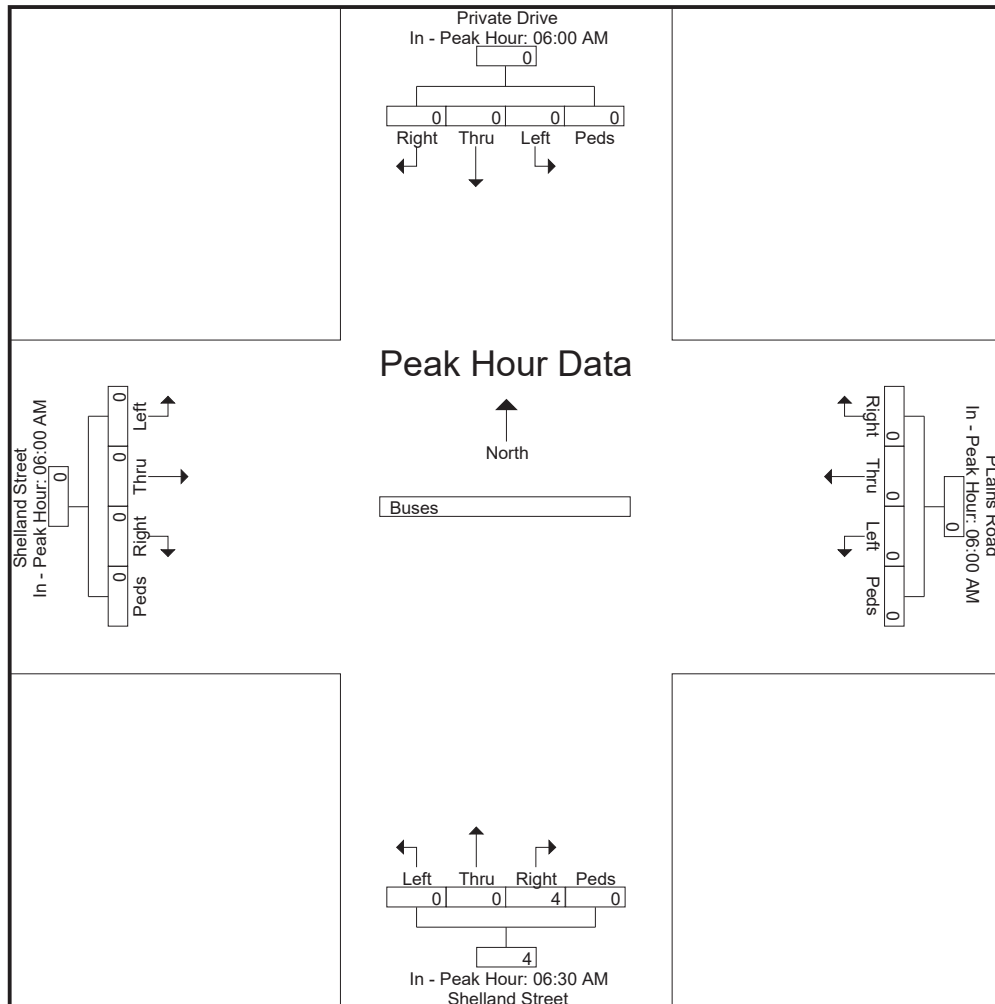 Private Drive
In - Peak Hour: 06:00 AM
0
0 0 0 0
Right Thru Left Peds
Peak Hour Data
North
Buses
Shelland Street
In - Peak Hour: 06:00 AM
0
0 0 0 0
Left Thru Right Peds
PLains Road
In - Peak Hour: 06:00 AM
0
0 0 0 0
Right Thru Left Peds
Left Thru Right Peds
0 0 4 0
4
In - Peak Hour: 06:30 AM
Shelland Street